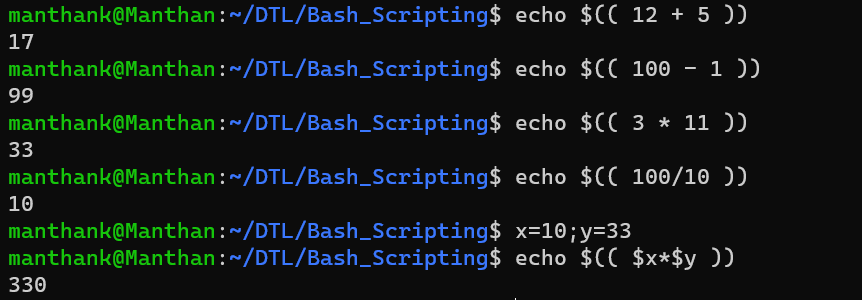 manthank@Manthan:~/DTL/Bash_Scripting$ echo $(( 12 + 5 ))
17
manthank@Manthan:~/DTL/Bash_Scripting$ echo $(( 100 - 1 ))
99
manthank@Manthan:~/DTL/Bash_Scripting$ echo $(( 3 * 11 ))
33
manthank@Manthan:~/DTL/Bash_Scripting$ echo $(( 100/10 ))
10
manthank@Manthan:~/DTL/Bash_Scripting$ x=10;y=33
manthank@Manthan:~/DTL/Bash_Scripting$ echo $(( $x*$y ))
330